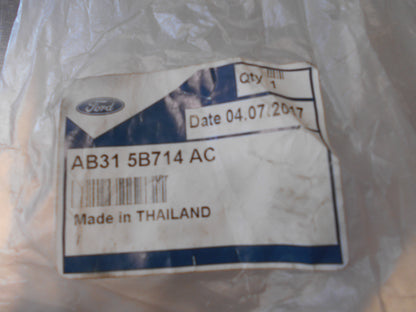 Ford
Qty
1
Date 04.07.2017
AB31 5B714 AC
Made in THAILAND